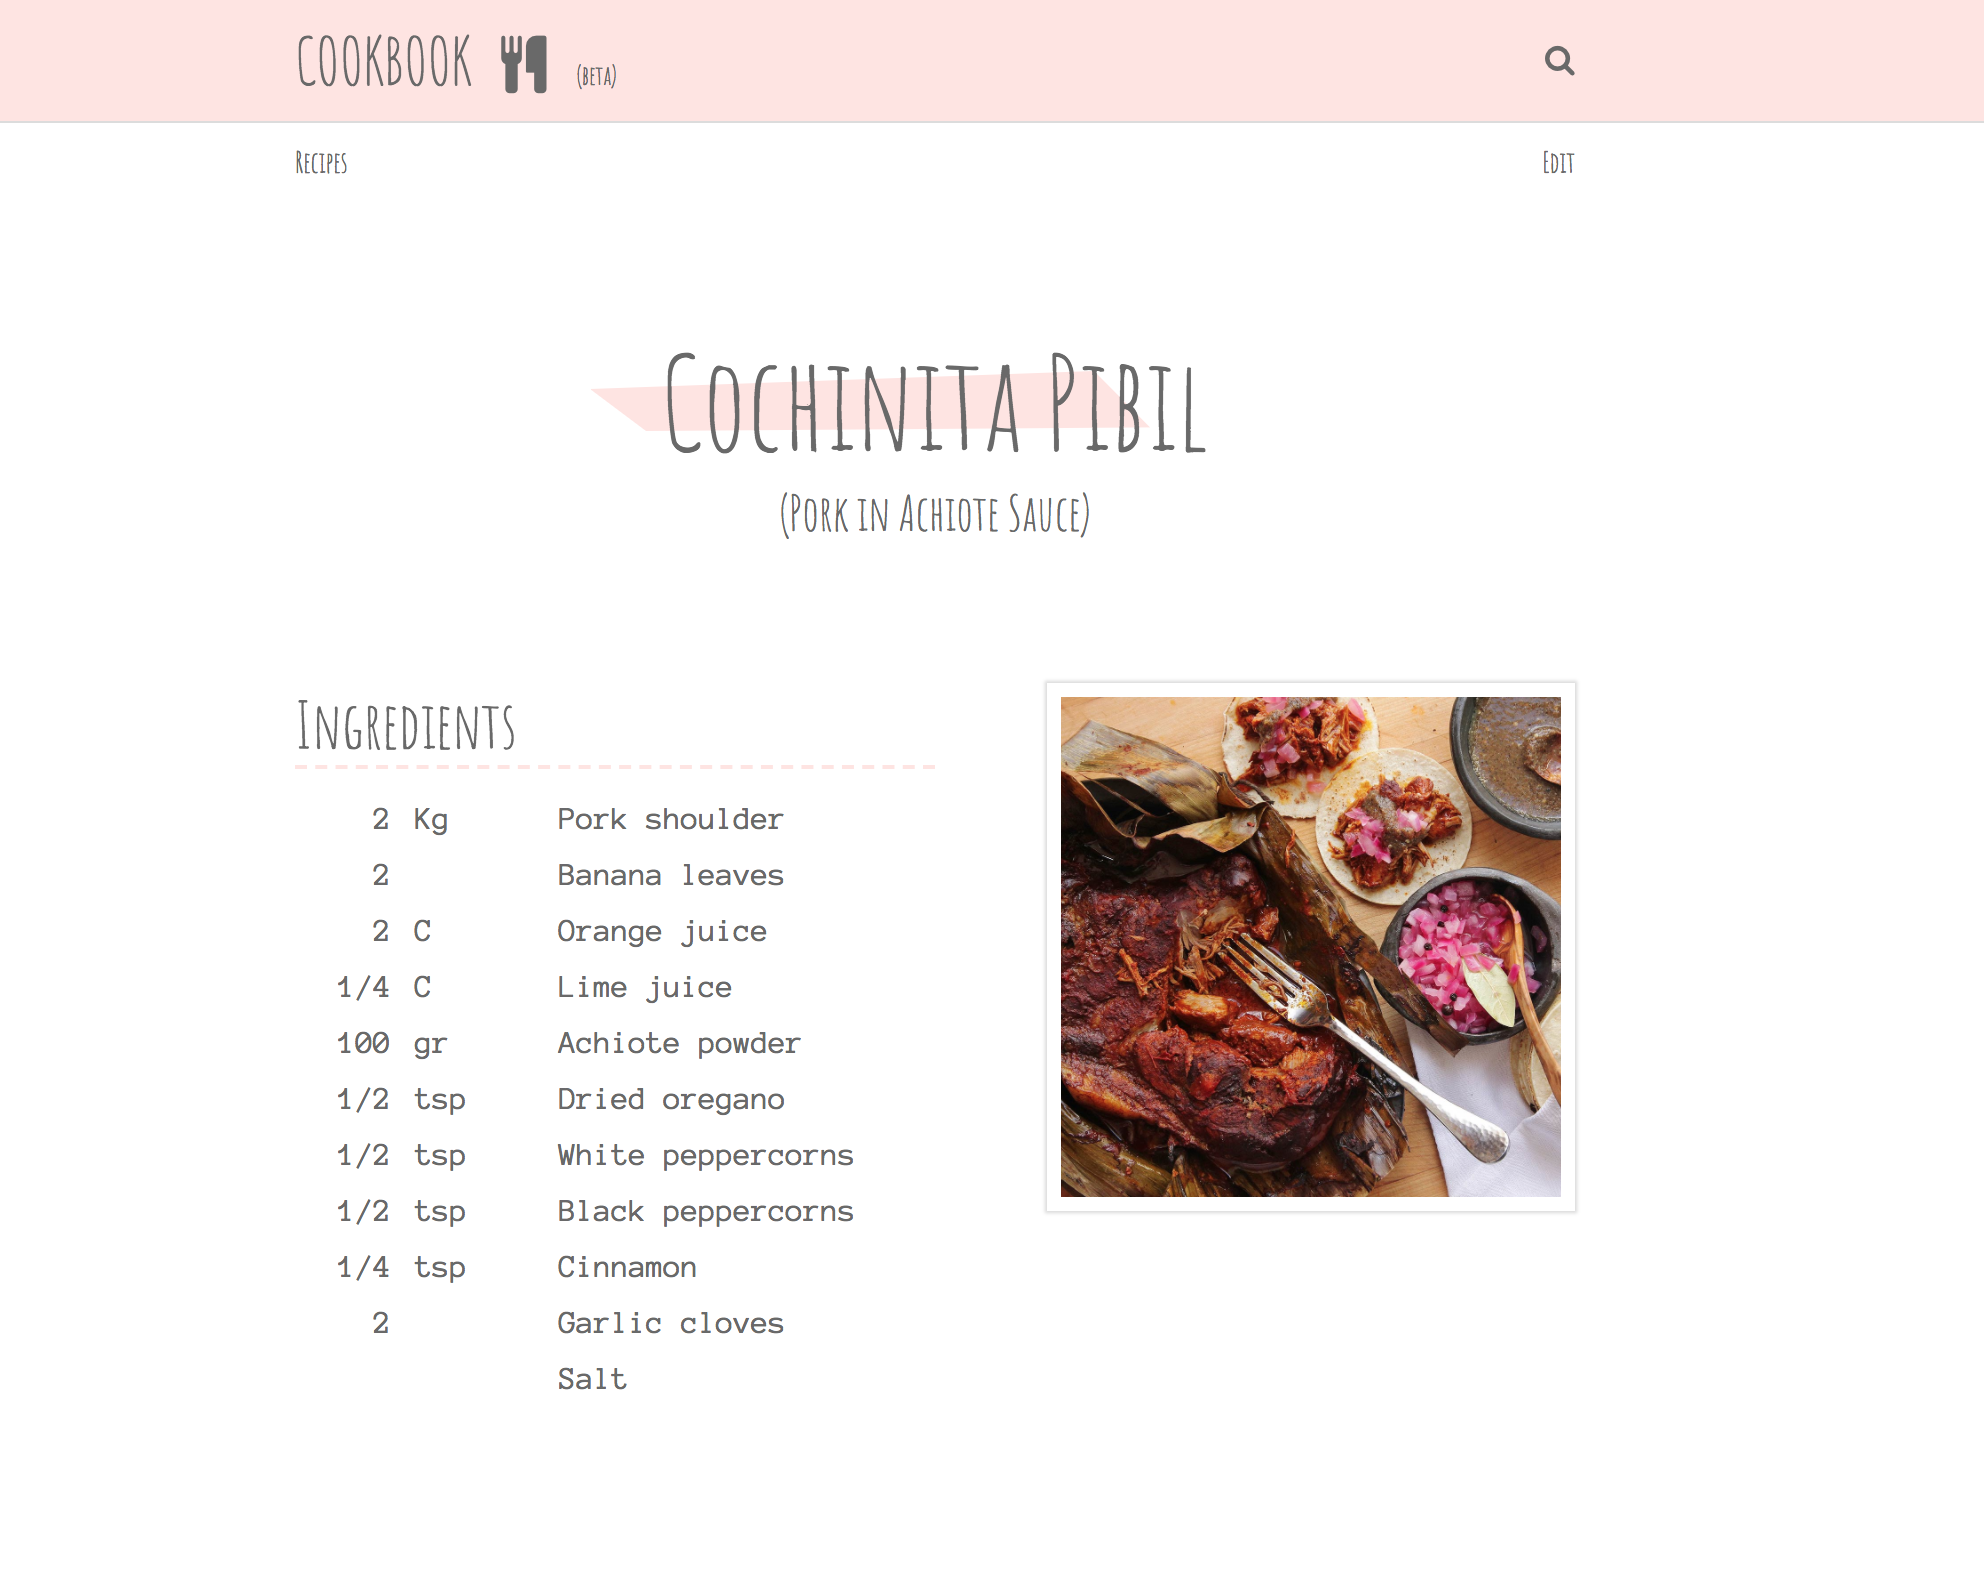 COOKBOOK (BETA)
Recipes Edit
Cochinita Pibil
(Pork in Achiote Sauce)
Ingredients
2 Kg Pork shoulder
2 Banana leaves
2 C Orange juice
1/4 C Lime juice
100 gr Achiote powder
1/2 tsp Dried oregano
1/2 tsp White peppercorns
1/2 tsp Black peppercorns
1/4 tsp Cinnamon
2 Garlic cloves
Salt